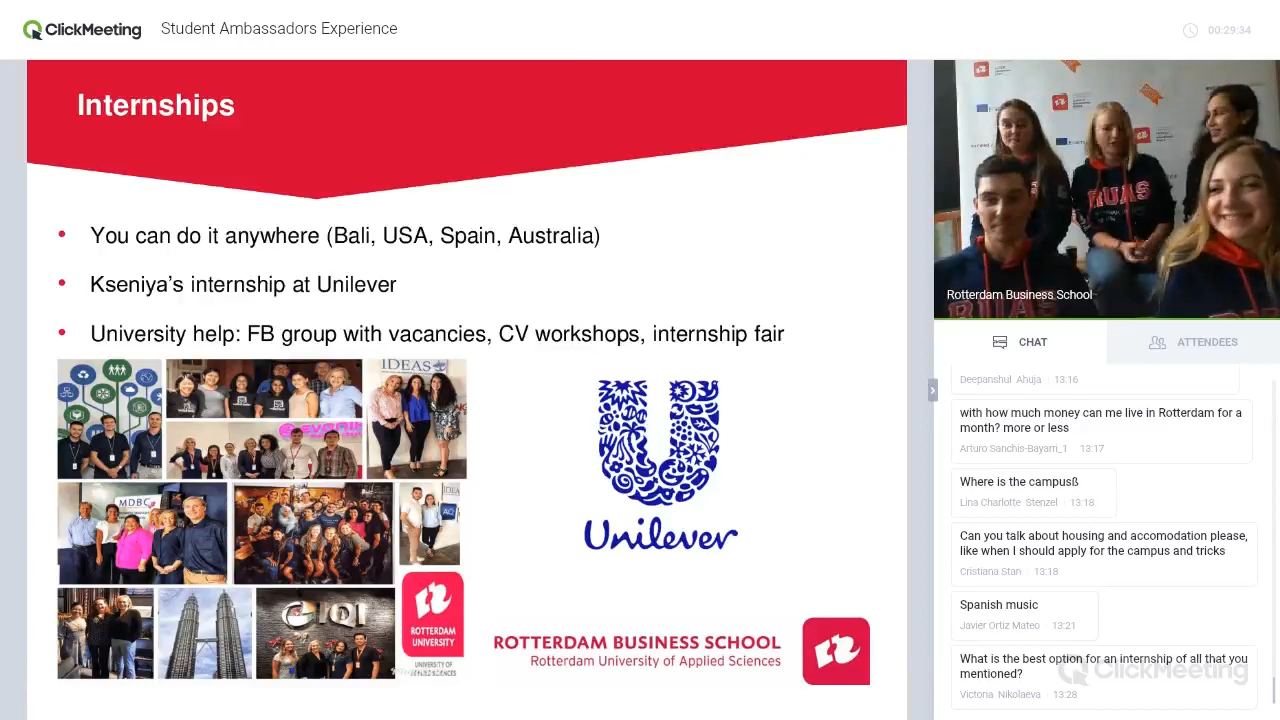 ClickMeeting
Student Ambassadors Experience
00:29:34
Internships
• You can do it anywhere (Bali, USA, Spain, Australia)
• Kseniya’s internship at Unilever
• University help: FB group with vacancies, CV workshops, internship fair
IDEAS
MDBC
AQ
ROTTERDAM
UNIVERSITY
UNIVERSITY OF
Unilever
ROTTERDAM BUSINESS SCHOOL
Rotterdam University of Applied Sciences
RUAS
Rotterdam Business School
CHAT
ATTENDEES
Deepanshul Ahuja · 13:16
with how much money can me live in Rotterdam for a
month? more or less
Arturo Sanchis-Bayarri_1 · 13:17
Where is the campusß
Lina Charlotte Stenzel · 13:18
Can you talk about housing and accomodation please,
like when I should apply for the campus and tricks
Cristiana Stan · 13:18
Spanish music
Javier Ortiz Mateo · 13:21
What is the best option for an internship of all that you
mentioned?
Victoria Nikolaeva · 13:28
ClickMeeting